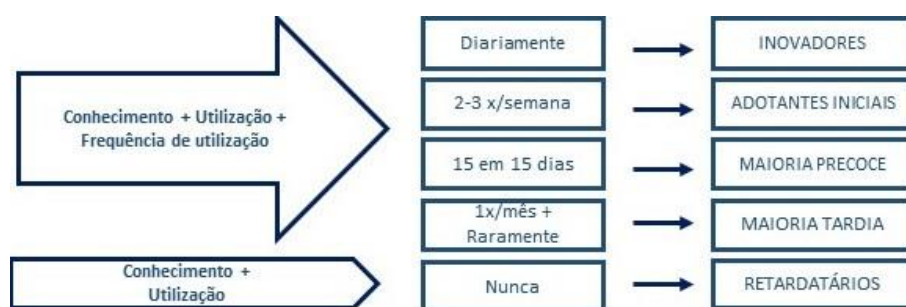 Conhecimento + Utilização +
Frequência de utilização
Diariamente
INOVADORES
2-3 x/semana
ADOTANTES INICIAIS
15 em 15 dias
MAIORIA PRECOCE
1x/mês +
Raramente
MAIORIA TARDIA
Conhecimento +
Utilização
Nunca
RETARDATÁRIOS